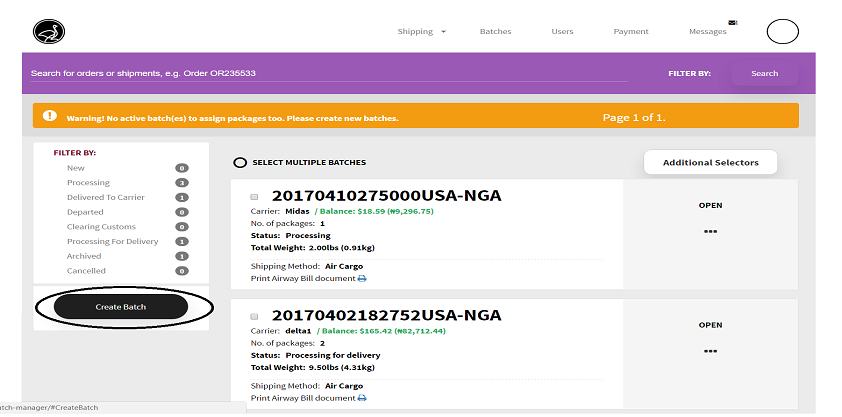 Shipping Batches Users Payment Messages
Search for orders or shipments, e.g. Order OR235533 FILTER BY: Search
Warning! No active batch(es) to assign packages too. Please create new batches. Page 1 of 1.
FILTER BY:
New 0
Processing 3
Delivered To Carrier 1
Departed 0
Clearing Customs 0
Processing For Delivery 1
Archived 1
Cancelled 0
Create Batch
SELECT MULTIPLE BATCHES Additional Selectors
20170410275000USA-NGA
Carrier: Midas / Balance: $18.59 (₦9,296.75)
No. of packages: 1
Status: Processing
Total Weight: 2.00lbs (0.91kg)
Shipping Method: Air Cargo
Print Airway Bill document
OPEN
20170402182752USA-NGA
Carrier: delta1 / Balance: $165.42 (₦82,712.44)
No. of packages: 2
Status: Processing for delivery
Total Weight: 9.50lbs (4.31kg)
Shipping Method: Air Cargo
Print Airway Bill document
OPEN
atch-manager/#CreateBatch